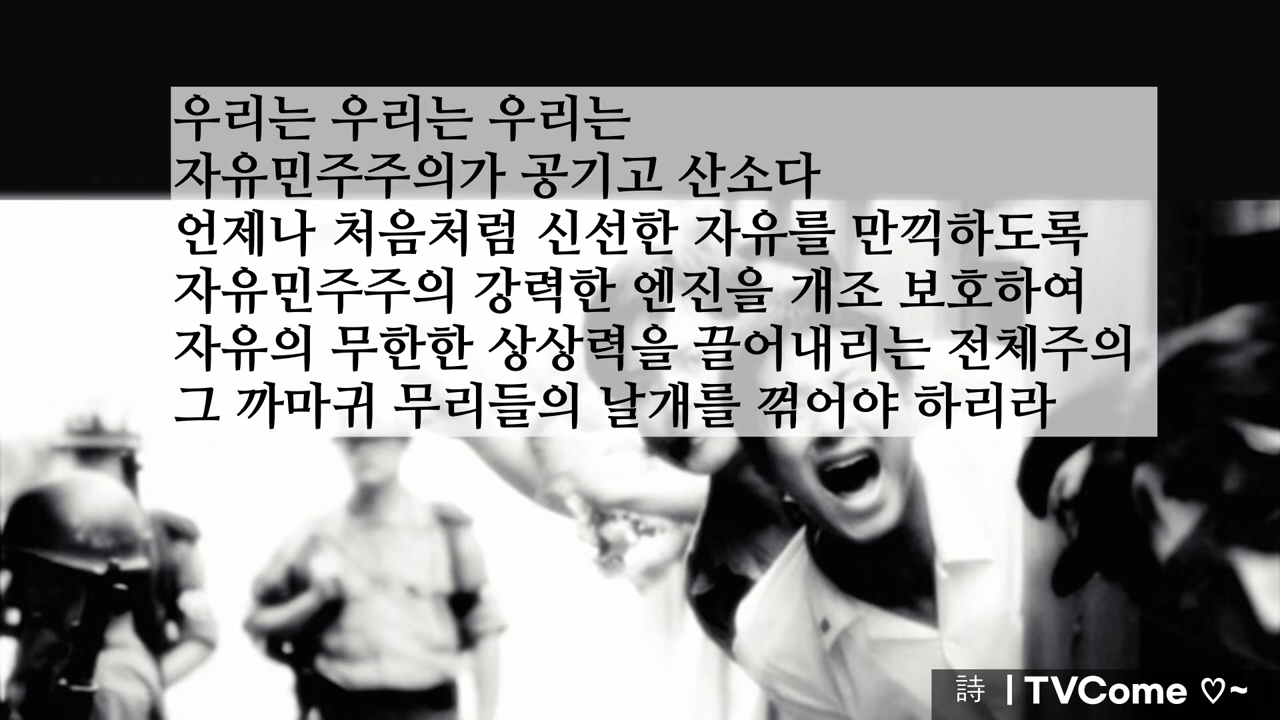 우리는 우리는 우리는
자유민주주의가 공기고 산소다
언제나 처음처럼 신선한 자유를 만끽하도록
자유민주주의 강력한 엔진을 개조 보호하여
자유의 무한한 상상력을 끌어내리는 전체주의
그 까마귀 무리들의 날개를 꺾어야 하리라
詩 | TVCome ♡~